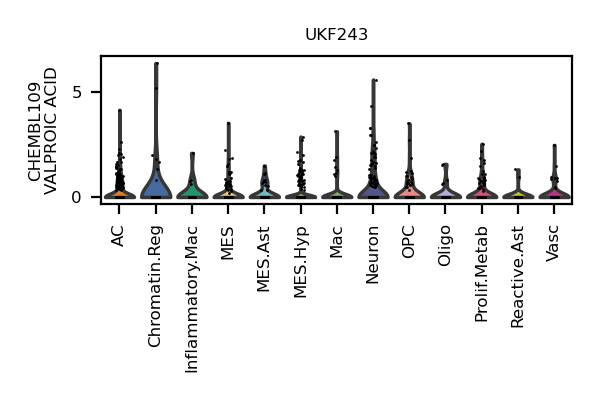 UKF243
CHEMBL109
VALPROIC ACID
5
0
AC
Chromatin.Reg
Inflammatory.Mac
MES
MES.Ast
MES.Hyp
Mac
Neuron
OPC
Oligo
Prolif.Metab
Reactive.Ast
Vasc